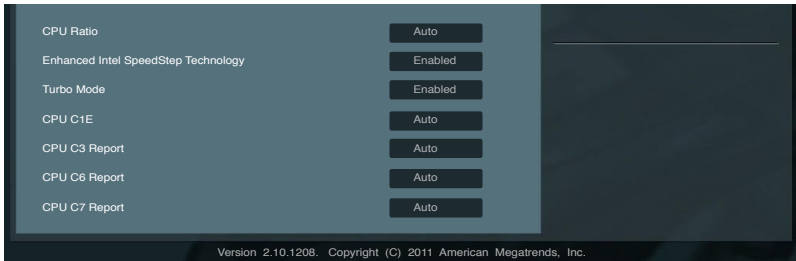 CPU Ratio Auto
Enhanced Intel SpeedStep Technology Enabled
Turbo Mode Enabled
CPU C1E Auto
CPU C3 Report Auto
CPU C6 Report Auto
CPU C7 Report Auto
Version 2.10.1208. Copyright (C) 2011 American Megatrends, Inc.